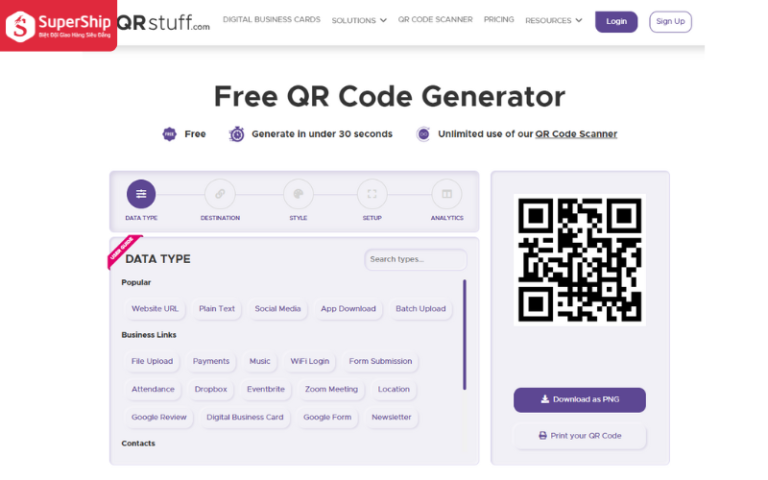 SuperShip
Biệt Đội Giao Hàng Siêu Đẳng
QRstuff.com
DIGITAL BUSINESS CARDS SOLUTIONS QR CODE SCANNER PRICING RESOURCES Login Sign Up
Free QR Code Generator
Free Generate in under 30 seconds Unlimited use of our QR Code Scanner
DATA TYPE DESTINATION STYLE SETUP ANALYTICS
DATA TYPE
Search types...
Popular
Website URL Plain Text Social Media App Download Batch Upload
Business Links
File Upload Payments Music WiFi Login Form Submission
Attendance Dropbox Eventbrite Zoom Meeting Location
Google Review Digital Business Card Google Form Newsletter
Contacts
Download as PNG
Print your QR Code